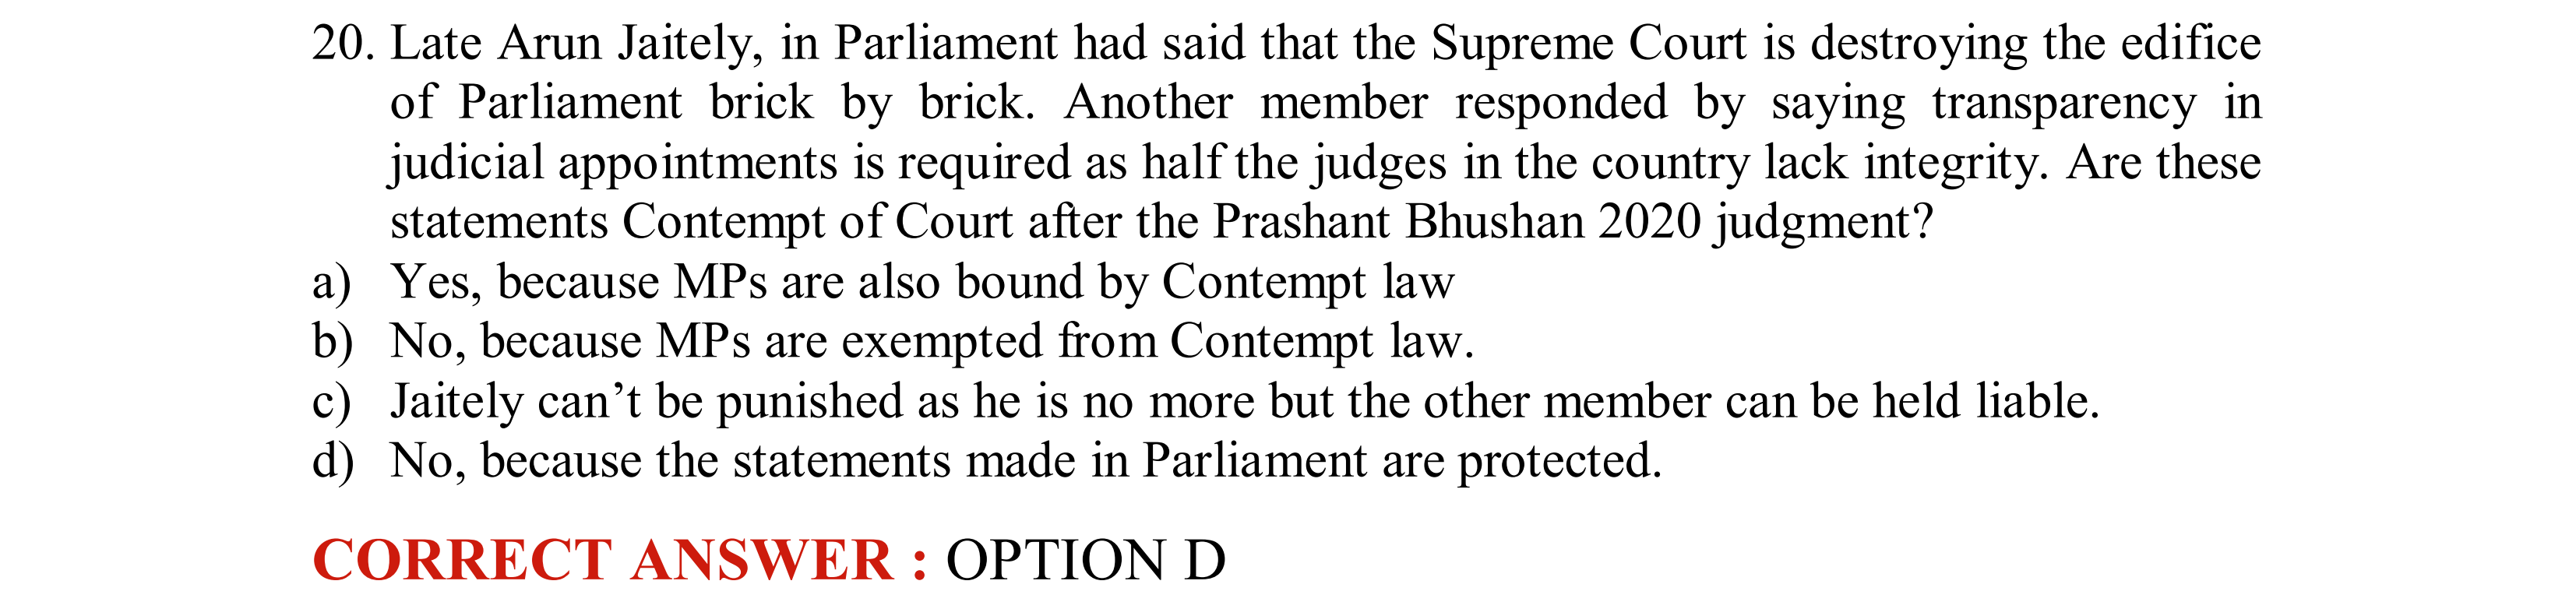 20. Late Arun Jaitely, in Parliament had said that the Supreme Court is destroying the edifice
of Parliament brick by brick. Another member responded by saying transparency in
judicial appointments is required as half the judges in the country lack integrity. Are these
statements Contempt of Court after the Prashant Bhushan 2020 judgment?
a) Yes, because MPs are also bound by Contempt law
b) No, because MPs are exempted from Contempt law.
c) Jaitely can’t be punished as he is no more but the other member can be held liable.
d) No, because the statements made in Parliament are protected.
CORRECT ANSWER : OPTION D